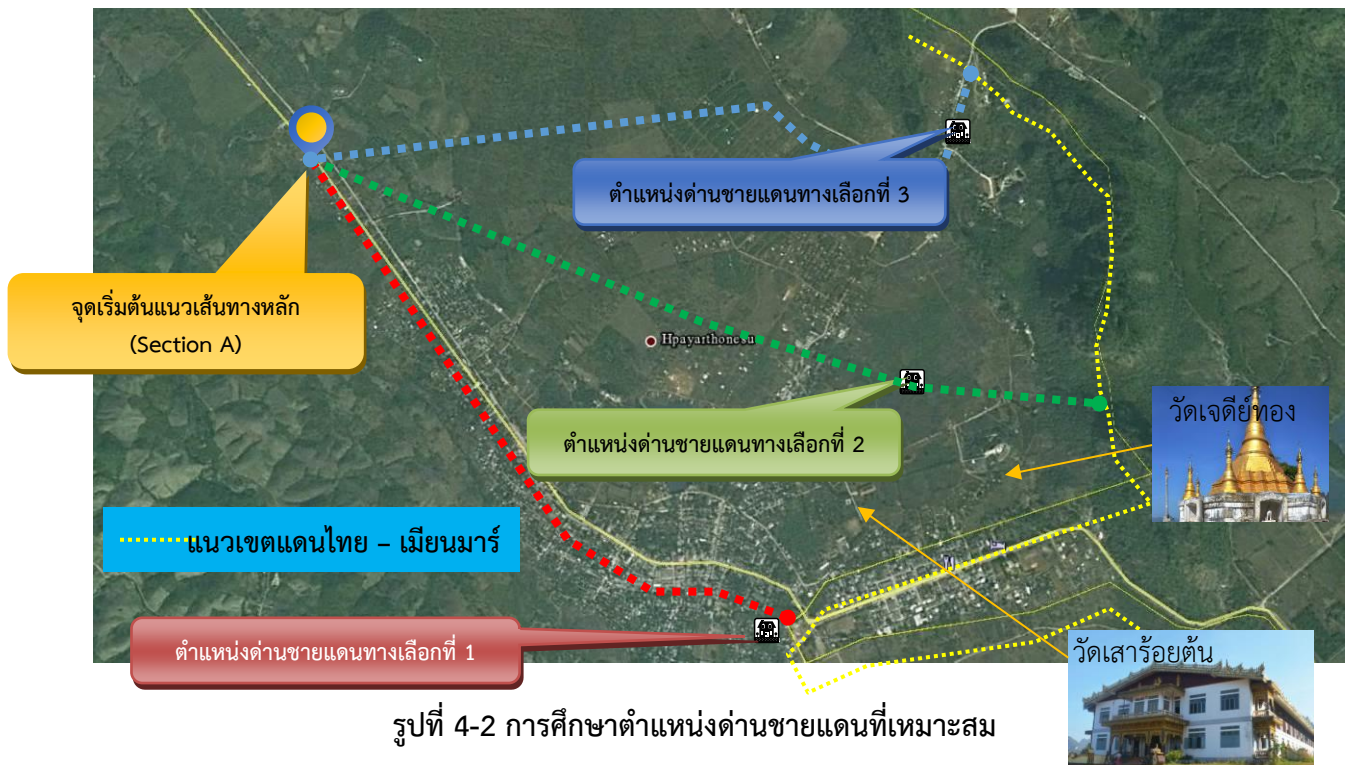 ตำแหน่งด่านชายแดนทางเลือกที่ 3
จุดเริ่มต้นแนวเส้นทางหลัก
(Section A)
Hpayarthonesu
ตำแหน่งด่านชายแดนทางเลือกที่ 2
วัดเจดีย์ทอง
แนวเขตแดนไทย – เมียนมาร์
ตำแหน่งด่านชายแดนทางเลือกที่ 1
วัดเสาร้อยต้น
รูปที่ 4-2 การศึกษาตำแหน่งด่านชายแดนที่เหมาะสม